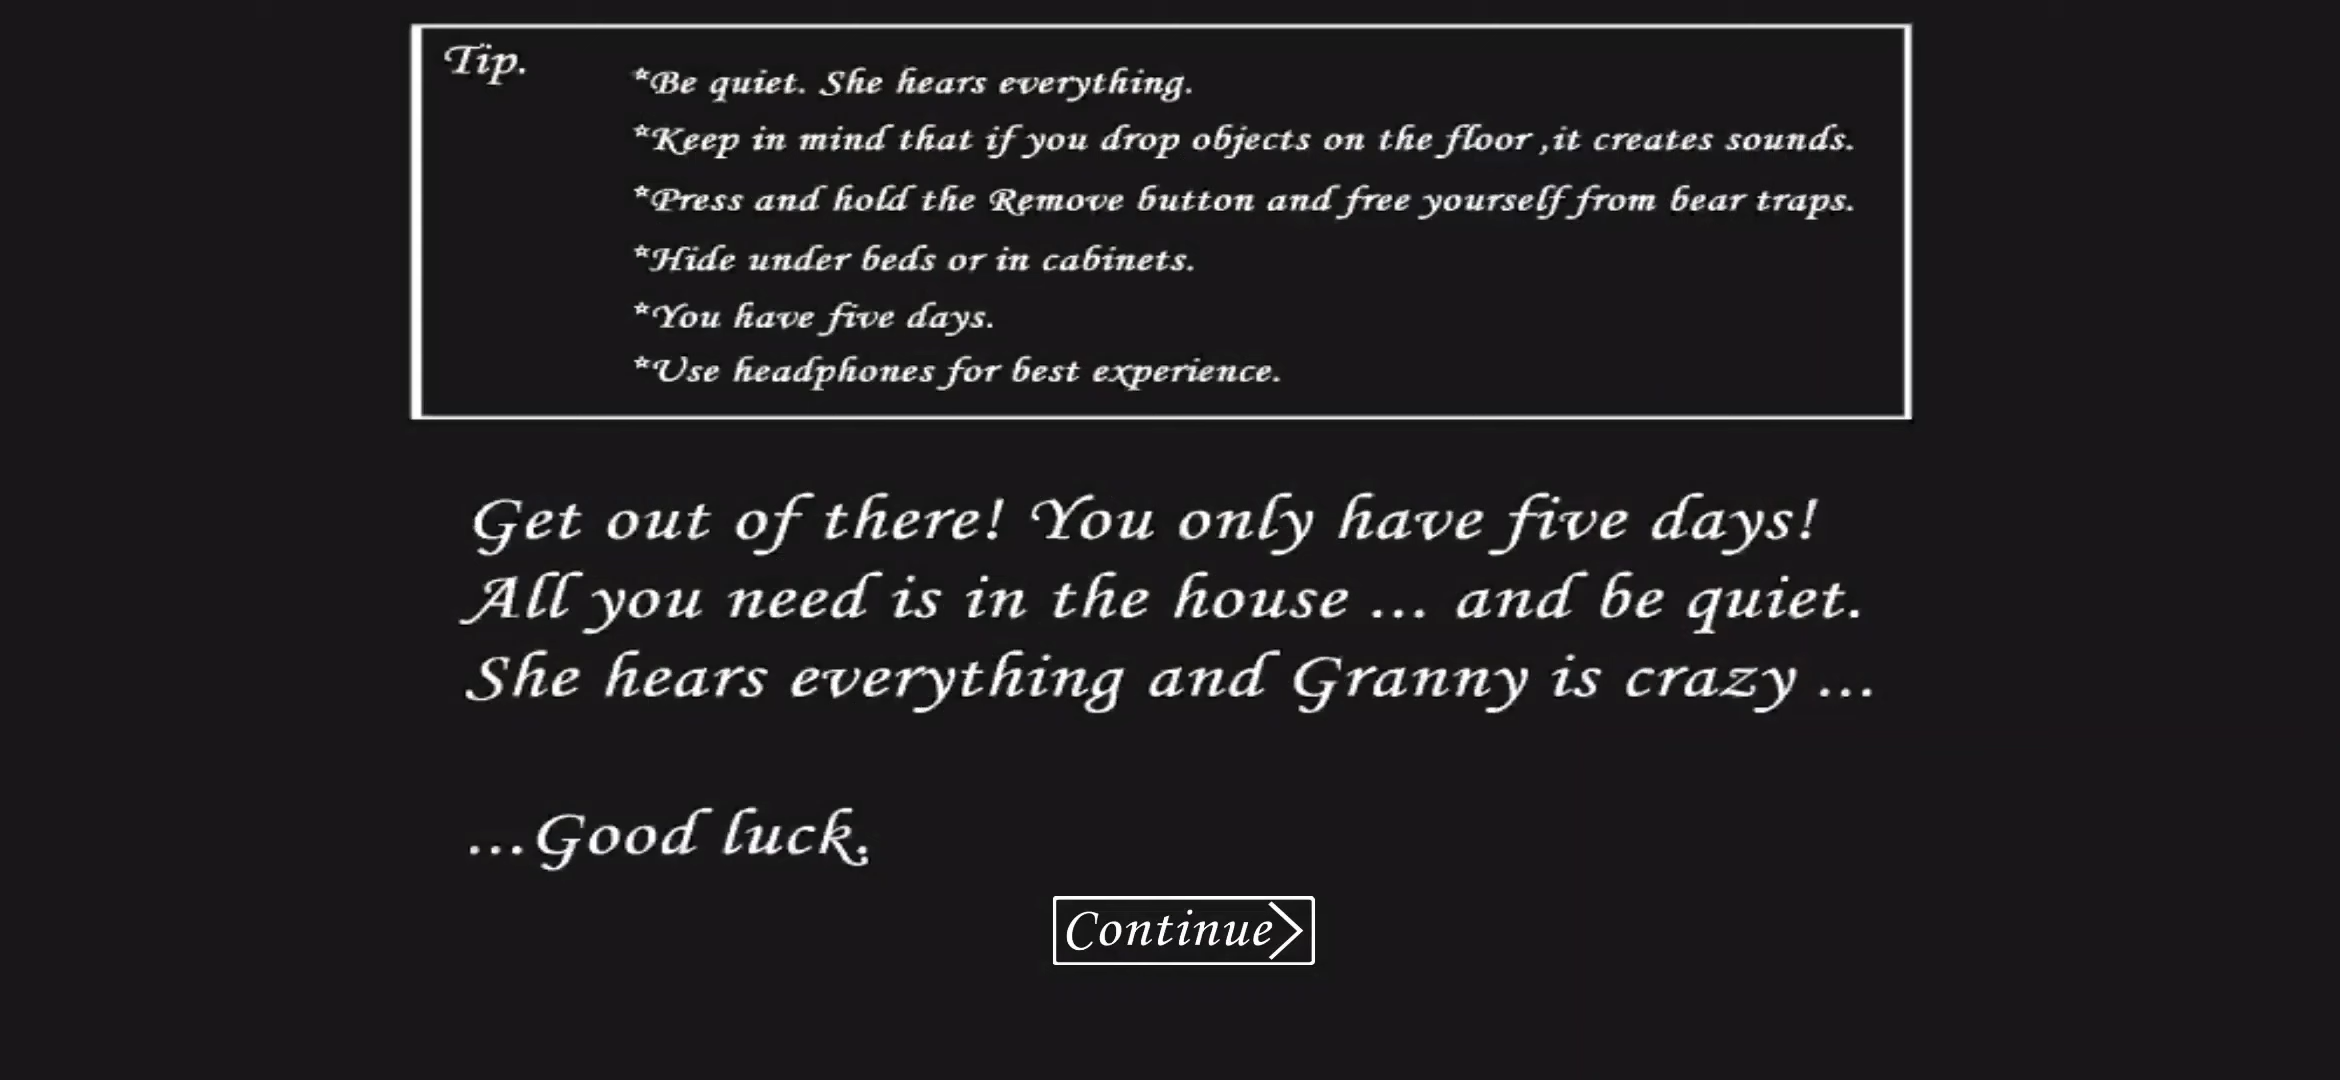 Tip.
*Be quiet. She hears everything.
*Keep in mind that if you drop objects on the floor ,it creates sounds.
*Press and hold the Remove button and free yourself from bear traps.
*Hide under beds or in cabinets.
*You have five days.
*Use headphones for best experience.
Get out of there! You only have five days!
All you need is in the house ... and be quiet.
She hears everything and Granny is crazy ...
...Good luck.
Continue>